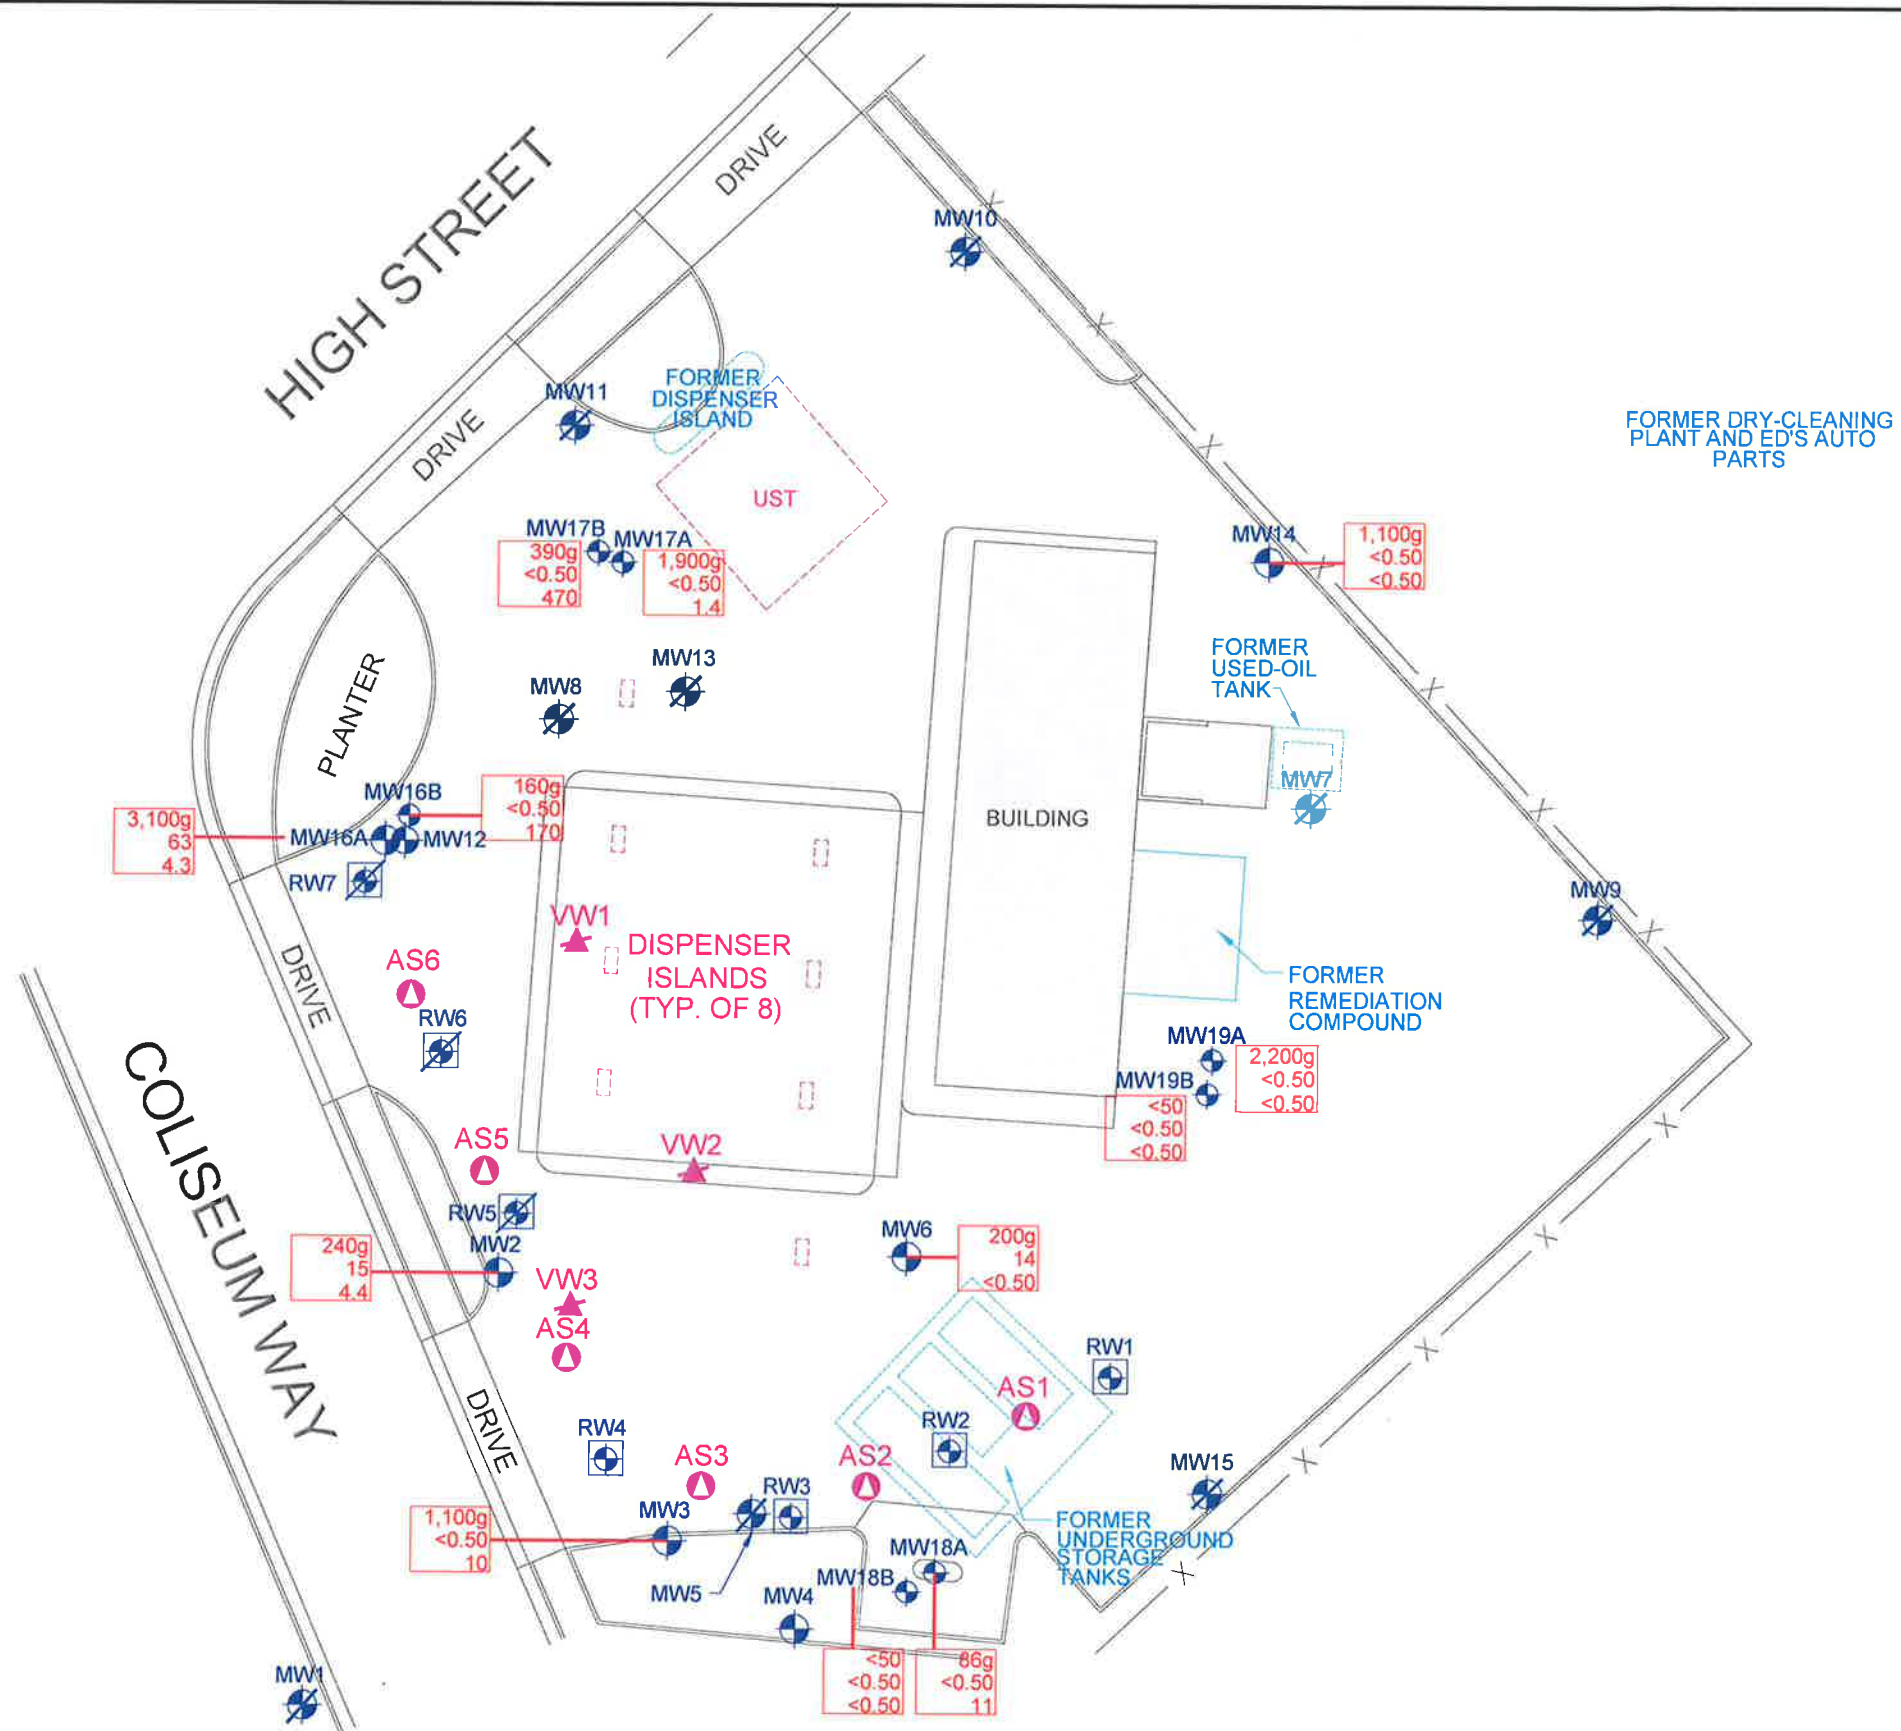 HIGH STREET
DRIVE
MW10
X
X
MW11
FORMER
DISPENSER
ISLAND
DRIVE
UST
X
FORMER DRY-CLEANING
PLANT AND ED'S AUTO
PARTS
MW17B
MW17A
390g
<0.50
470
1,900g
<0.50
1.4
MW14
X
1,100g
<0.50
<0.50
PLANTER
MW8
MW13
FORMER
USED-OIL
TANK
X
MW7
X
MW16B
160g
<0.50
170
3,100g
63
4.3
MW16A
MW12
RW7
BUILDING
MW9
X
VW1
DISPENSER
ISLANDS
(TYP. OF 8)
DRIVE
AS6
RW6
FORMER
REMEDIATION
COMPOUND
MW19A
2,200g
<0.50
<0.50
MW19B
<50
<0.50
<0.50
X
COLISEUM WAY
AS5
VW2
RW5
MW2
240g
15
4.4
MW6
200g
14
<0.50
X
VW3
AS4
RW1
X
AS1
DRIVE
RW4
RW2
AS3
AS2
X
MW15
RW3
MW3
1,100g
<0.50
10
MW5
FORMER
UNDERGROUND
STORAGE
TANKS
X
MW18A
MW18B
MW4
<50
<0.50
<0.50
86g
<0.50
11
MW1